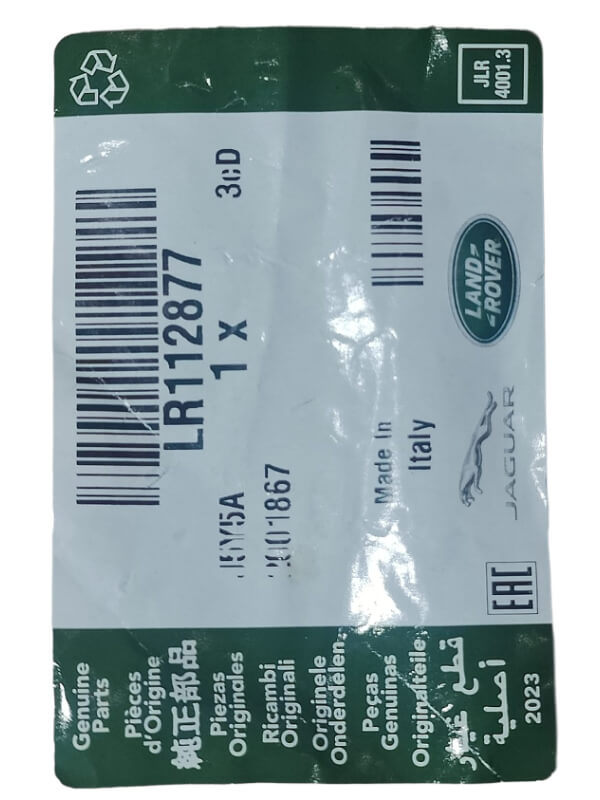 Genuine
Parts
Pièces
d'Origine
純正部品
Piezas
Originales
Ricambi
Originali
Originele
Onderdelen
Peças
Genuinas
Originalteile
قطع غيار
أصلية
2023
LR112877
1 X
3CD
Made In
Italy
EAC
JAGUAR
LAND-
-ROVER
JLR
4001.3